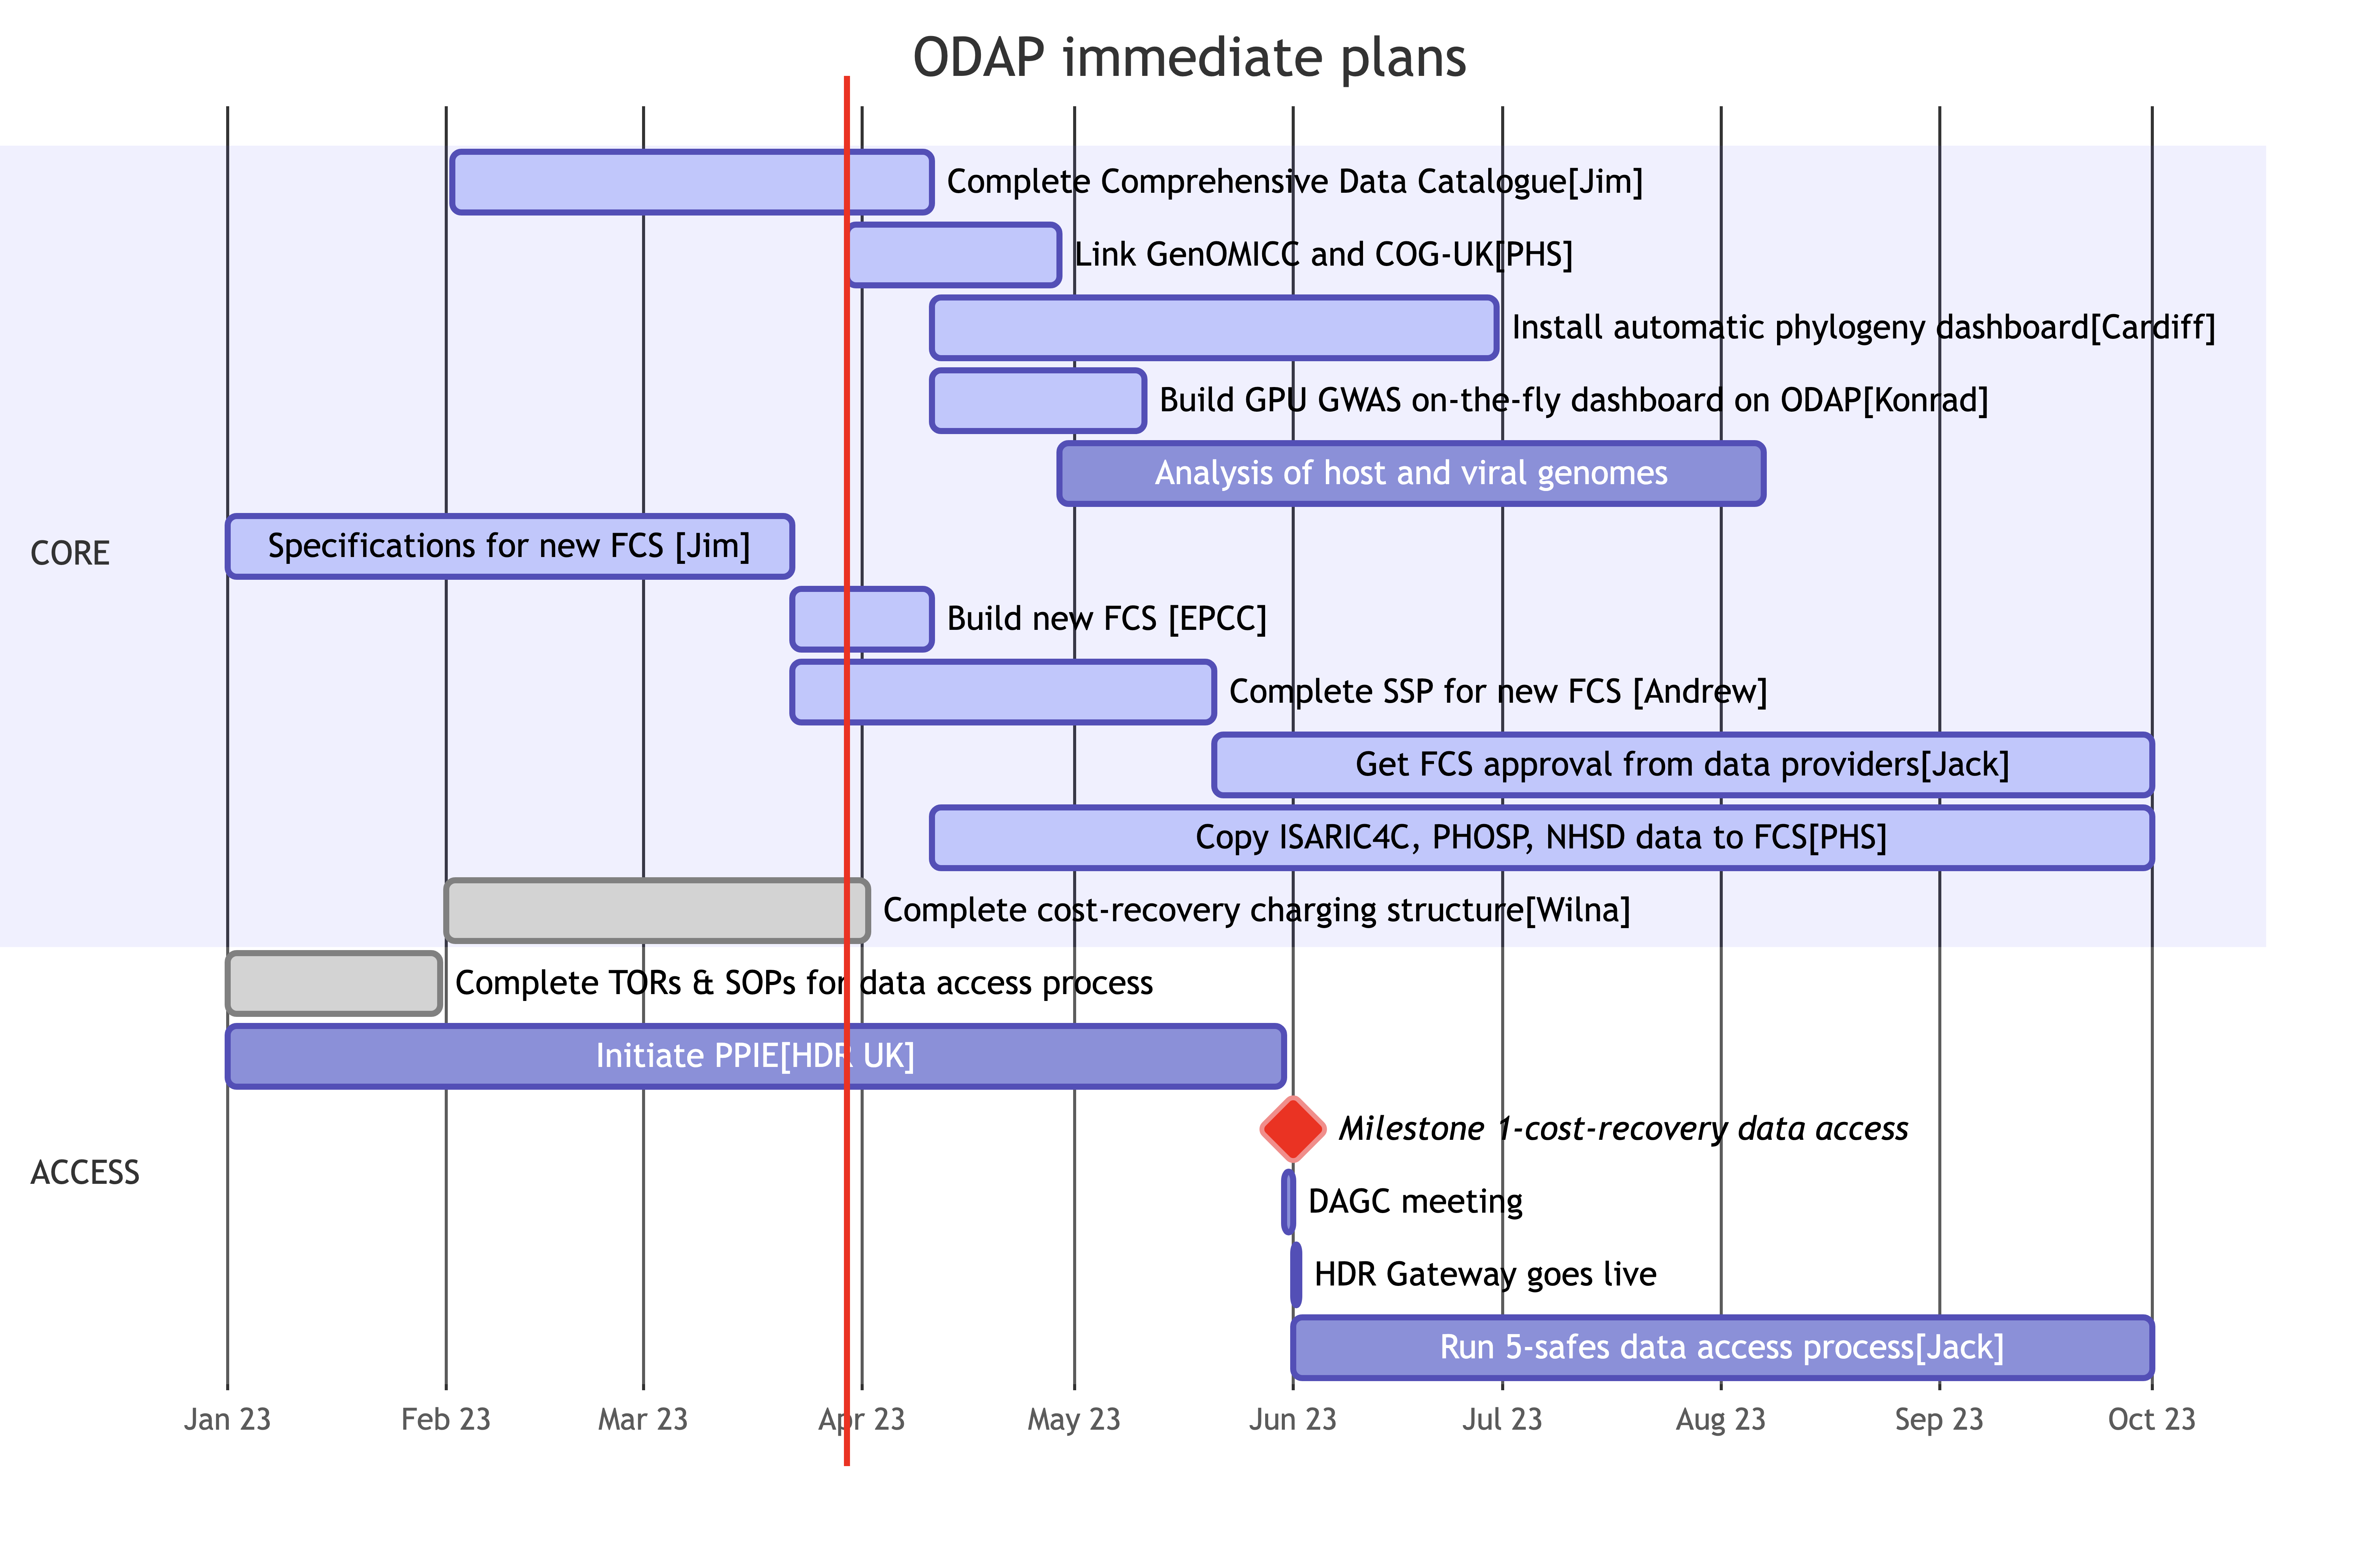 ODAP immediate plans
Complete Comprehensive Data Catalogue[Jim]
Link GenOMICC and COG-UK[PHS]
Install automatic phylogeny dashboard[Cardiff]
Build GPU GWAS on-the-fly dashboard on ODAP[Konrad]
Analysis of host and viral genomes
Specifications for new FCS [Jim]
CORE
Build new FCS [EPCC]
Complete SSP for new FCS [Andrew]
Get FCS approval from data providers[Jack]
Copy ISARIC4C, PHOSP, NHSD data to FCS[PHS]
Complete cost-recovery charging structure[Wilna]
Complete TORs & SOPs for data access process
Initiate PPIE[HDR UK]
Milestone 1-cost-recovery data access
ACCESS
DAGC meeting
HDR Gateway goes live
Run 5-safes data access process[Jack]
Jan 23 Feb 23 Mar 23 Apr 23 May 23 Jun 23 Jul 23 Aug 23 Sep 23 Oct 23